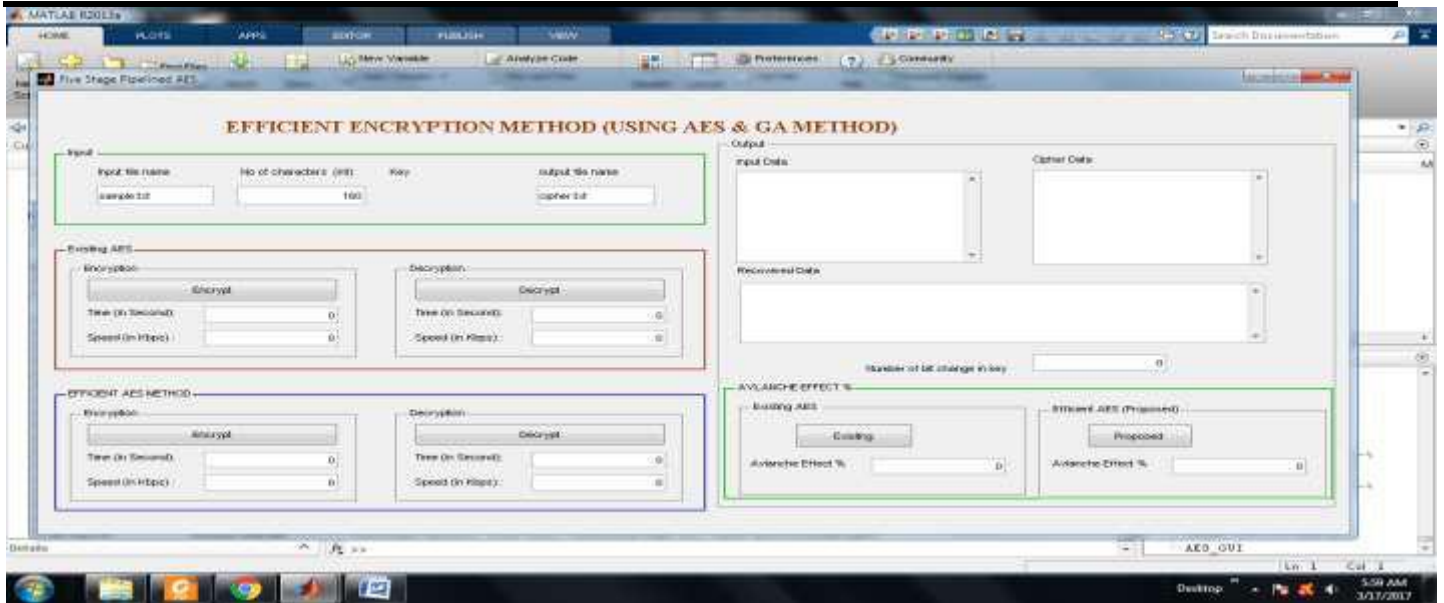 MATLAB R2013a
HOME PLOTS APPS EDITOR PUBLISH VIEW
Search Documentation
New Variable Analyze Code Preferences Community
Five Stage Pipelined AES
EFFICIENT ENCRYPTION METHOD (USING AES & GA METHOD)
Input
Input file name No of characters (int) Key output file name
sample.txt 160 cipher.txt
Existing AES
Encryption
Encrypt
Time (in Second): 0
Speed (in Kbps): 0
Decryption
Decrypt
Time (in Second): 0
Speed (in Kbps): 0
EFFICIENT AES METHOD
Encryption
Encrypt
Time (in Second): 0
Speed (in Kbps): 0
Decryption
Decrypt
Time (in Second): 0
Speed (in Kbps): 0
Output
Input Data Cipher Data
Recovered Data
Number of bit change in key 0
AVLANCHE EFFECT %
Existing AES
Existing
Avlanche Effect % 0
Efficient AES (Proposed)
Proposed
Avlanche Effect % 0
Details
fx >>
AES_GUI
Ln 1 Col 1
Desktop
5:59 AM
3/17/2017